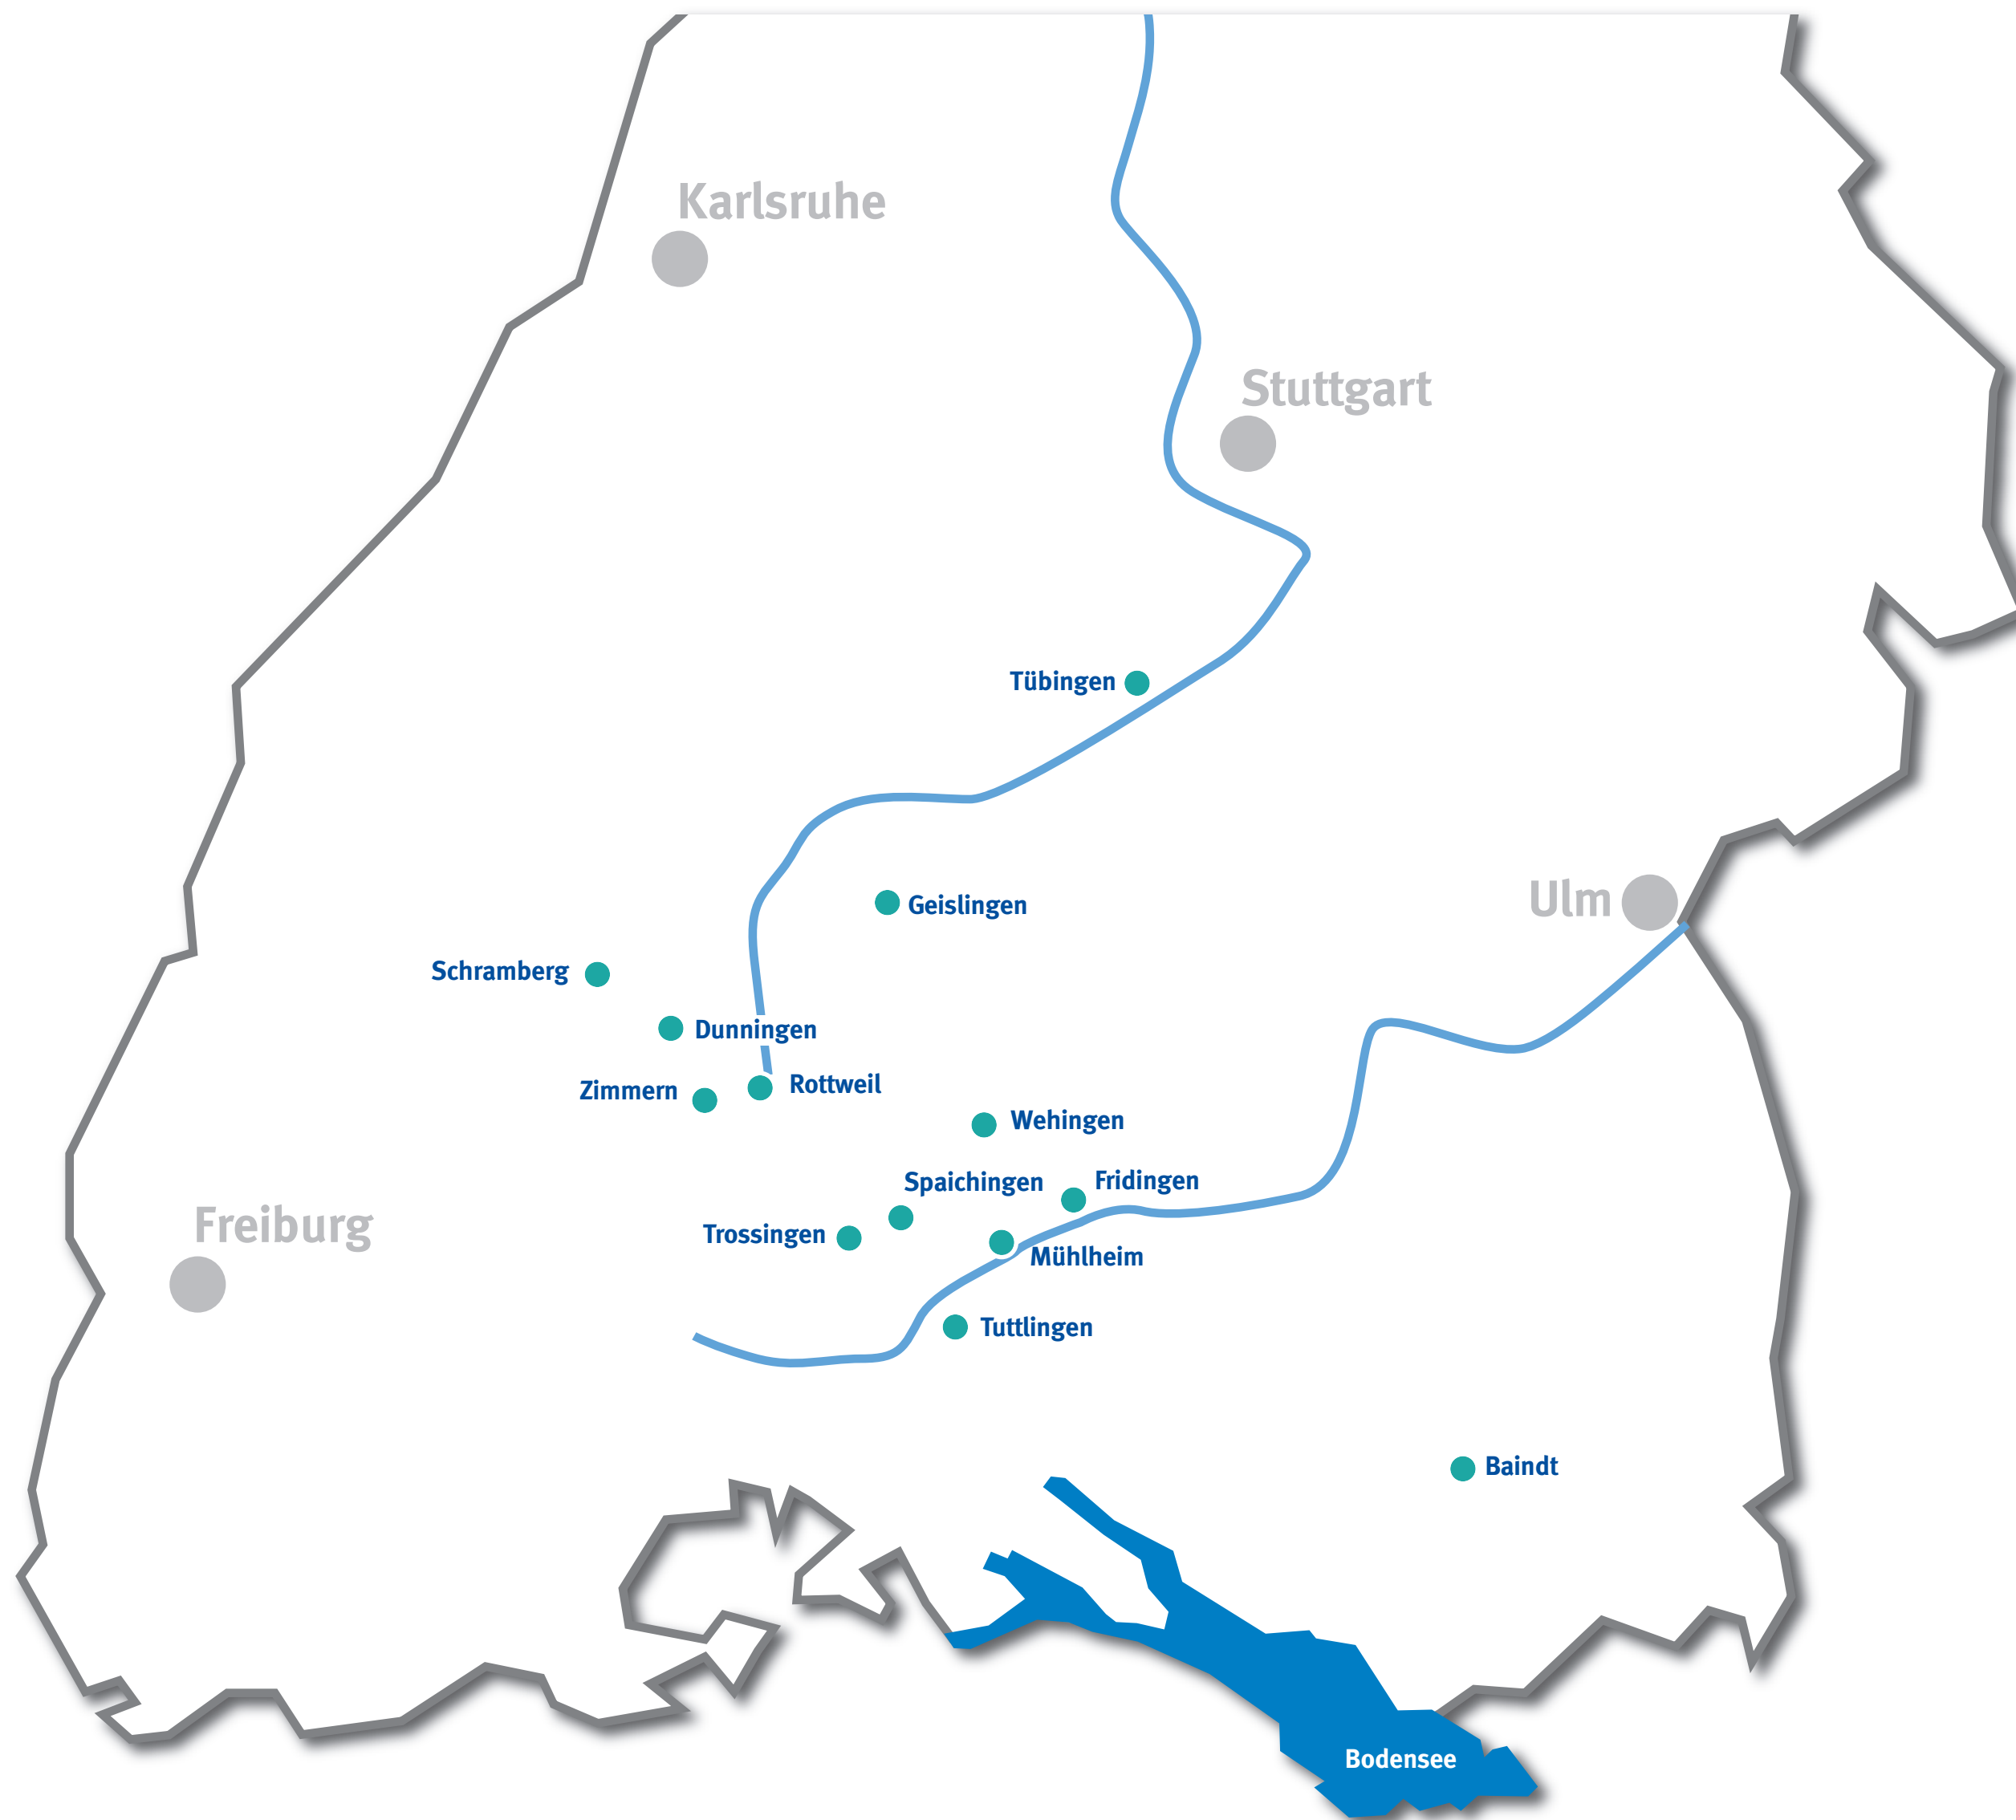 Karlsruhe
Stuttgart
Tübingen
Ulm
Geislingen
Schramberg
Dunningen
Rottweil
Zimmern
Wehingen
Fridingen
Spaichingen
Freiburg
Trossingen
Mühlheim
Tuttlingen
Baindt
Bodensee